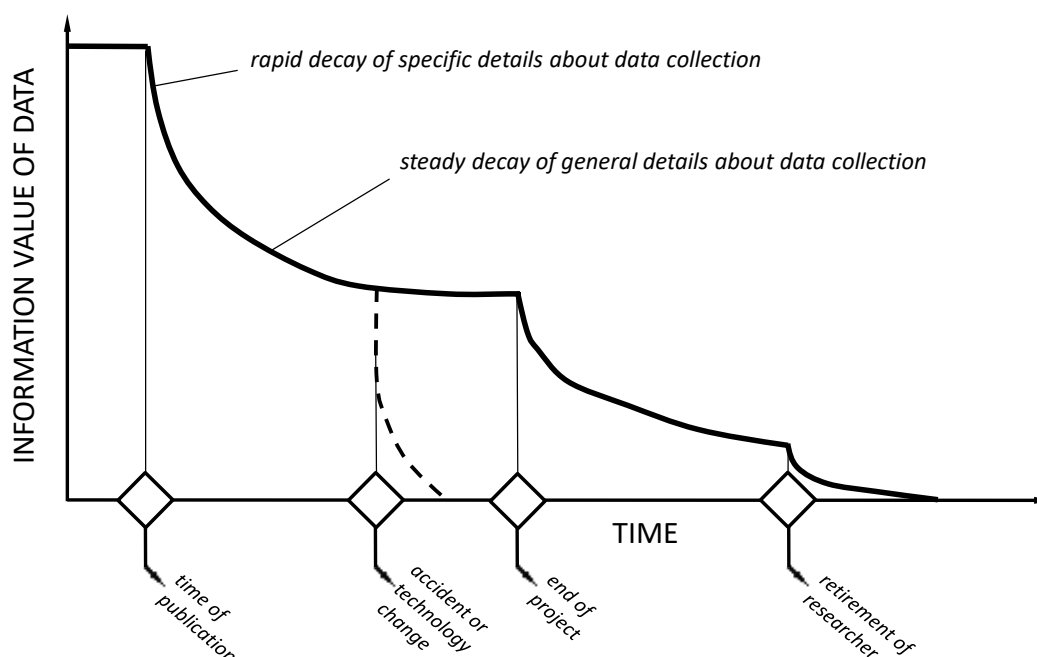 rapid decay of specific details about data collection
steady decay of general details about data collection
INFORMATION VALUE OF DATA
TIME
time of
publication
accident or
technology
change
end of
project
retirement of
researcher